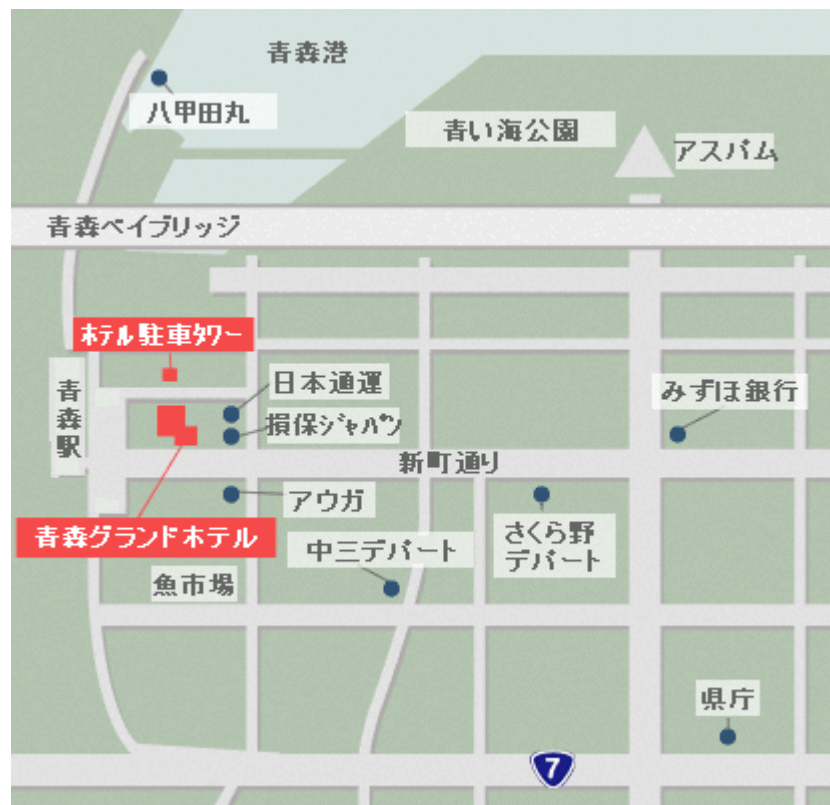 青森港
八甲田丸
青い海公園
アスパム
青森ベイブリッジ
ホテル駐車タワー
青森駅
日本通運
損保ジャパン
みずほ銀行
新町通り
アウガ
青森グランドホテル
中三デパート
さくら野
デパート
魚市場
県庁
7